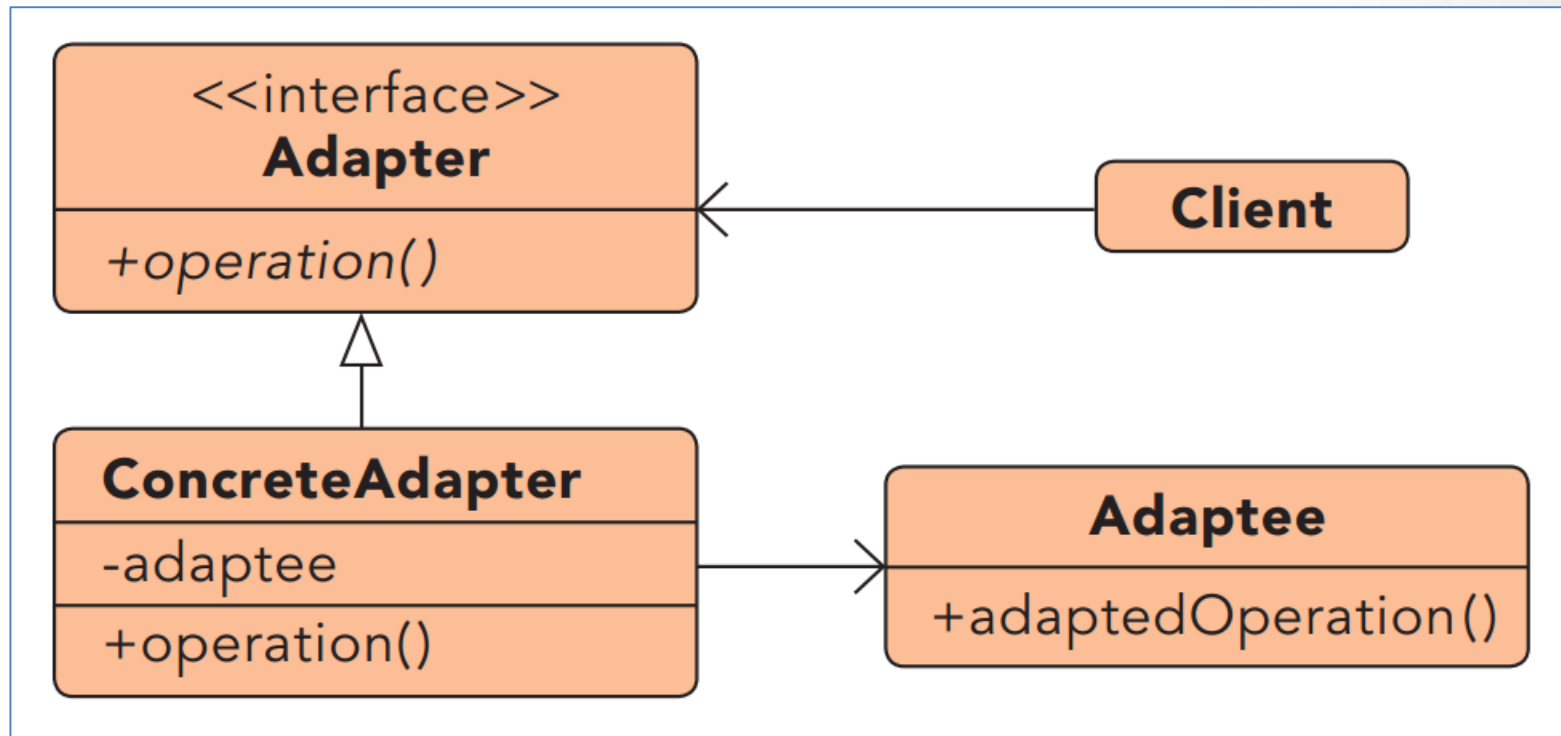 <<interface>>
Adapter
+operation()
Client
ConcreteAdapter
-adaptee
+operation()
Adaptee
+adaptedOperation()